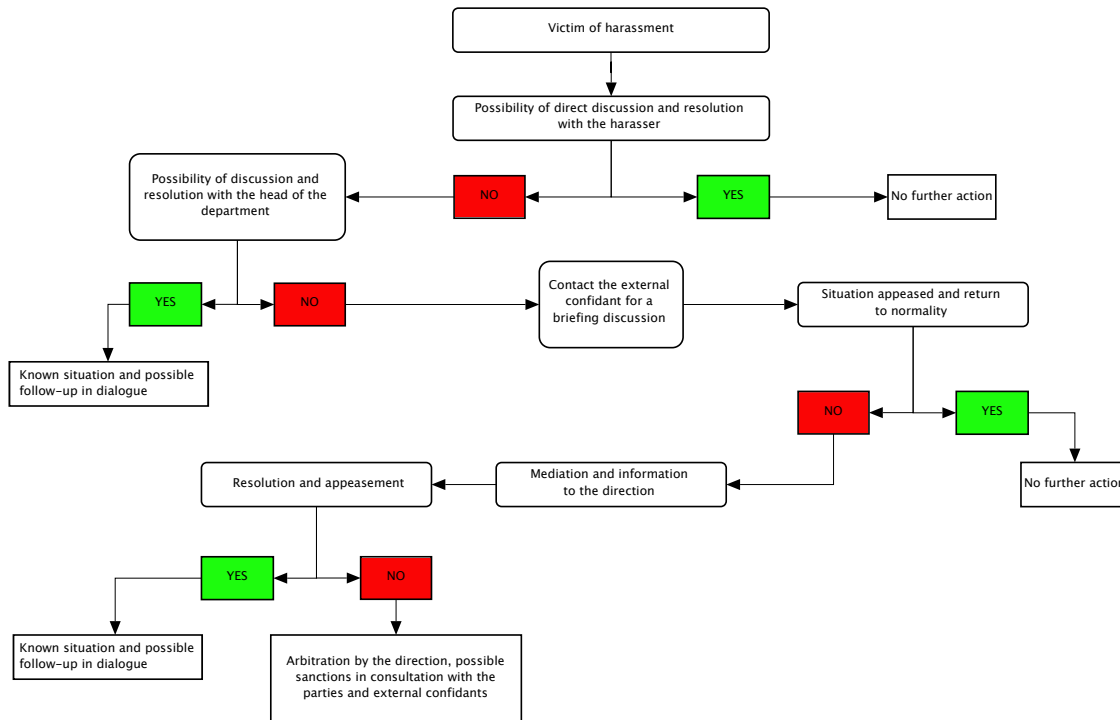 Victim of harassment
Possibility of direct discussion and resolution
with the harasser
Possibility of discussion and
resolution with the head of the
department
NO
YES
No further action
YES
NO
Contact the external
confidant for a
briefing discussion
Situation appeased and return
to normality
Known situation and possible
follow-up in dialogue
NO
YES
Resolution and appeasement
Mediation and information
to the direction
No further action
YES
NO
Known situation and possible
follow-up in dialogue
Arbitration by the direction, possible
sanctions in consultation with the
parties and external confidants